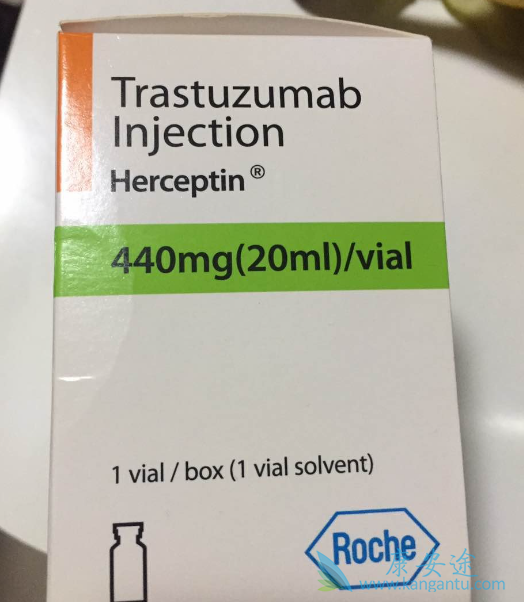 Trastuzumab
Injection
Herceptin®
440mg(20ml)/vial
1 vial / box (1 vial solvent)
Roche
康安途
www.kangantu.com